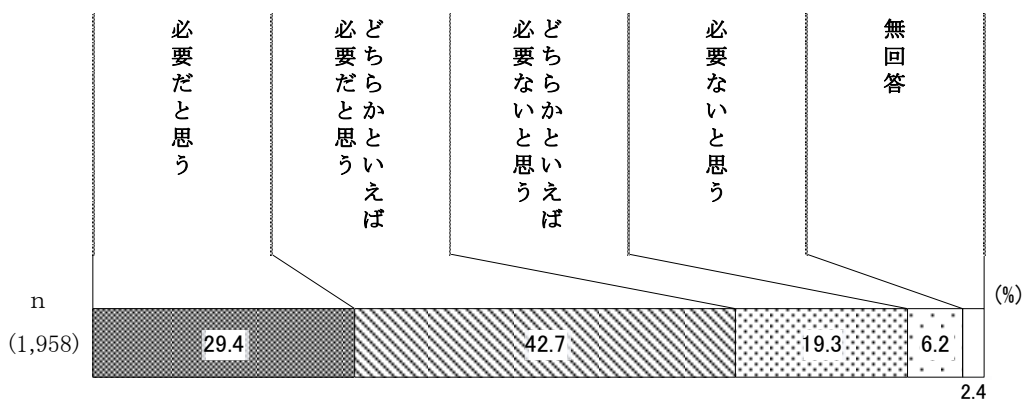 必要だと思う
どちらかといえば
必要だと思う
どちらかといえば
必要ないと思う
必要ないと思う
無回答
(%)
n
(1,958)
29.4
42.7
19.3
6.2
2.4